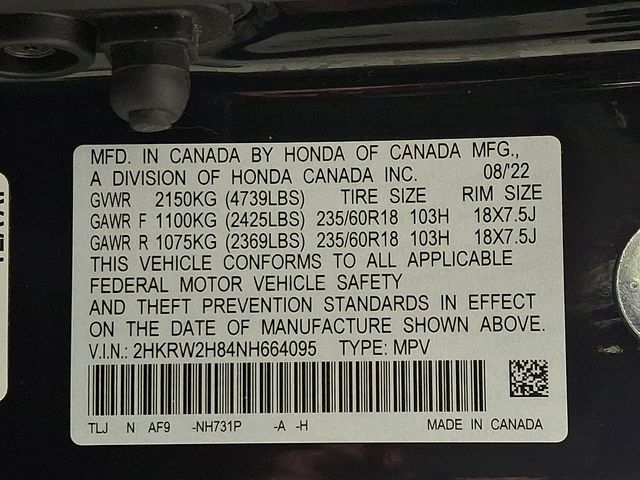 MFD. IN CANADA BY HONDA OF CANADA MFG.,
A DIVISION OF HONDA CANADA INC. 08/'22
GVWR 2150KG (4739LBS) TIRE SIZE RIM SIZE
GAWR F 1100KG (2425LBS) 235/60R18 103H 18X7.5J
GAWR R 1075KG (2369LBS) 235/60R18 103H 18X7.5J
THIS VEHICLE CONFORMS TO ALL APPLICABLE
FEDERAL MOTOR VEHICLE SAFETY
AND THEFT PREVENTION STANDARDS IN EFFECT
ON THE DATE OF MANUFACTURE SHOWN ABOVE.
V.I.N.: 2HKRW2H84NH664095 TYPE: MPV
TLJ N AF9 -NH731P -A -H MADE IN CANADA